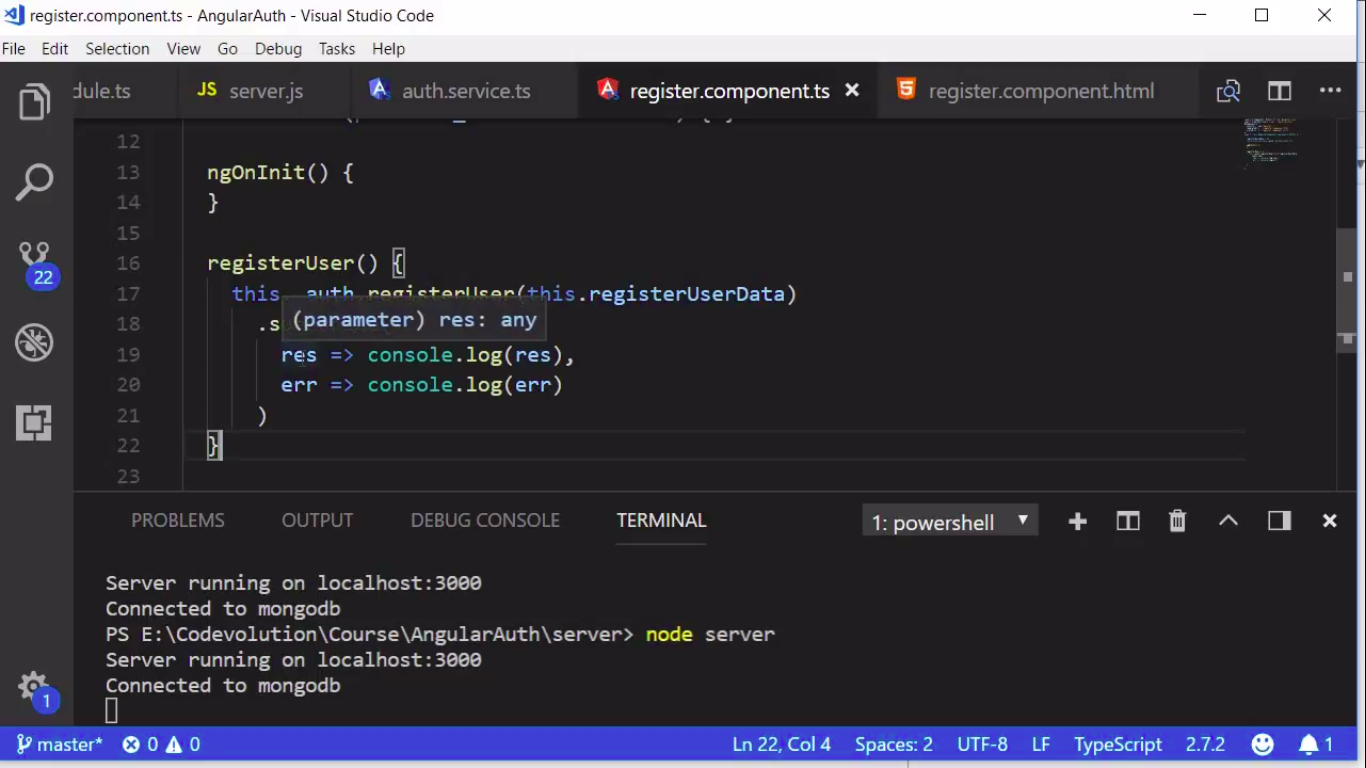 register.component.ts - AngularAuth - Visual Studio Code
File Edit Selection View Go Debug Tasks Help
dule.ts JS server.js auth.service.ts register.component.ts register.component.html
12
13 ngOnInit() {
14 }
15
16 registerUser() {
17 this._auth.registerUser(this.registerUserData)
18 .s
(parameter) res: any
19 res => console.log(res),
20 err => console.log(err)
21 )
22 }
23
22
PROBLEMS OUTPUT DEBUG CONSOLE TERMINAL 1: powershell
Server running on localhost:3000
Connected to mongodb
PS E:\Codevolution\Course\AngularAuth\server> node server
Server running on localhost:3000
Connected to mongodb
1
master* 0 0 Ln 22, Col 4 Spaces: 2 UTF-8 LF TypeScript 2.7.2 1